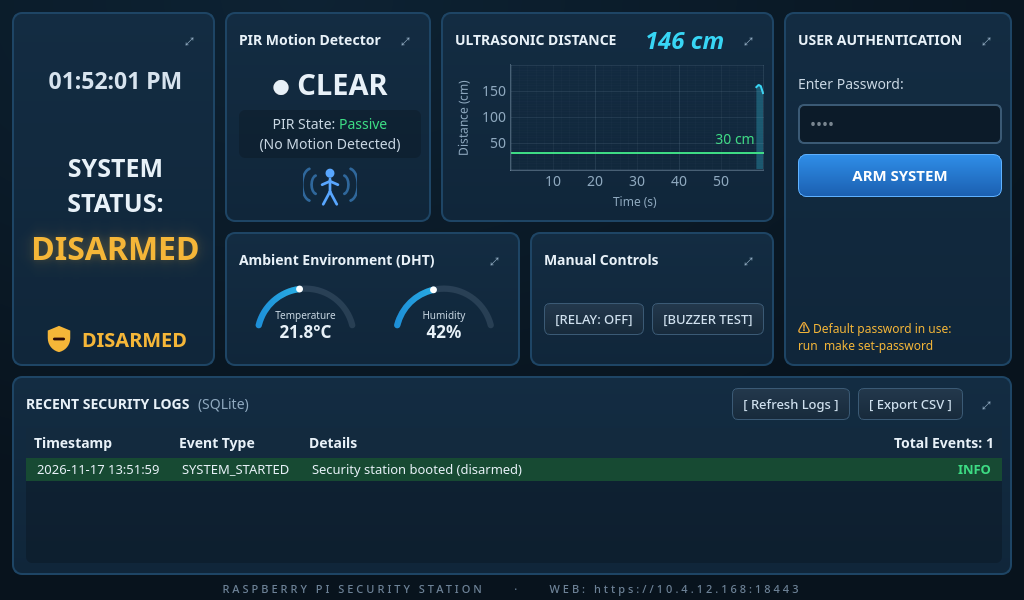 01:52:01 PM
SYSTEM
STATUS:
DISARMED
DISARMED
PIR Motion Detector
● CLEAR
PIR State: Passive
(No Motion Detected)
ULTRASONIC DISTANCE 146 cm
Distance (cm)
150
100
50
30 cm
10 20 30 40 50
Time (s)
USER AUTHENTICATION
Enter Password:
••••
ARM SYSTEM
⚠ Default password in use:
run make set-password
Ambient Environment (DHT)
Temperature
21.8°C
Humidity
42%
Manual Controls
[RELAY: OFF] [BUZZER TEST]
RECENT SECURITY LOGS (SQLite) [ Refresh Logs ] [ Export CSV ]
Timestamp Event Type Details Total Events: 1
2026-11-17 13:51:59 SYSTEM_STARTED Security station booted (disarmed) INFO
RASPBERRY PI SECURITY STATION · WEB: https://10.4.12.168:18443